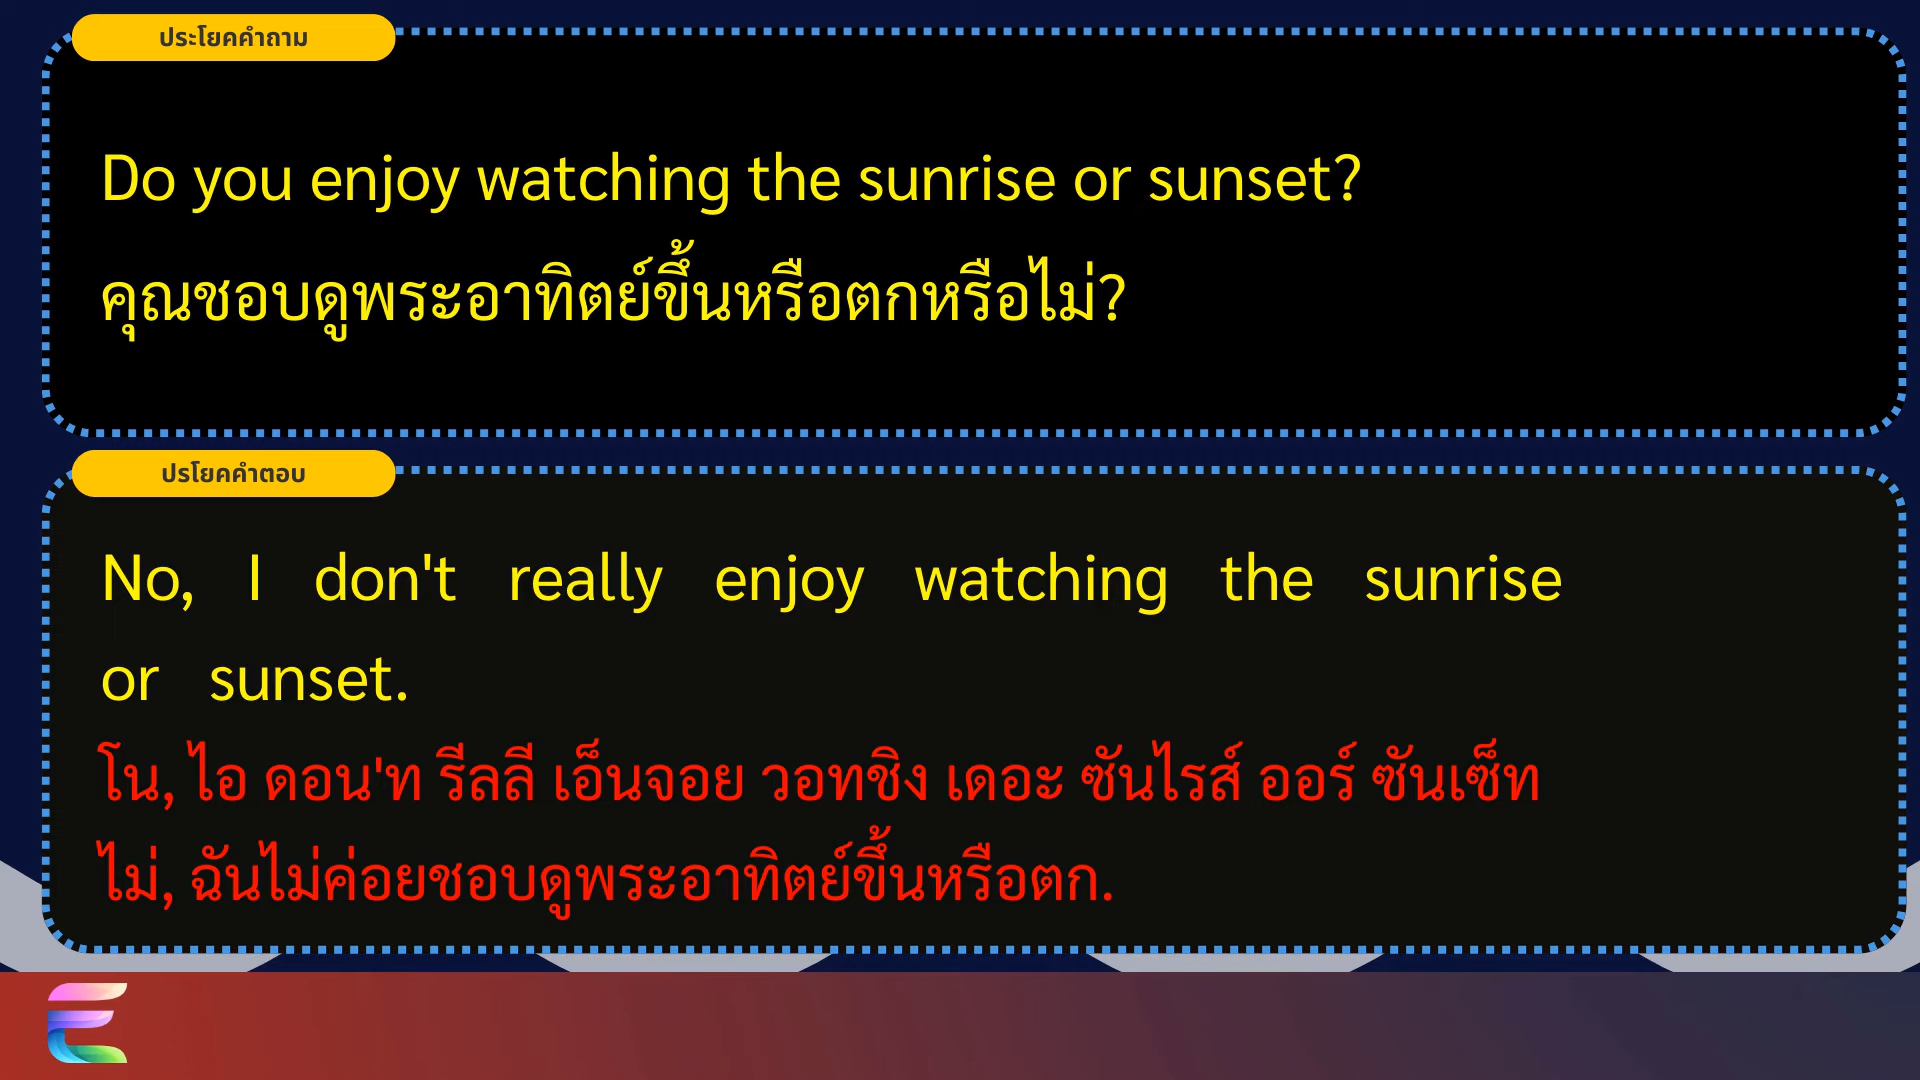 ประโยคคำถาม
Do you enjoy watching the sunrise or sunset?
คุณชอบดูพระอาทิตย์ขึ้นหรือตกหรือไม่?
ปรโยคคำตอบ
No, I don't really enjoy watching the sunrise
or sunset.
โน, ไอ ดอน'ท รีลลี เอ็นจอย วอทชิง เดอะ ซันไรส์ ออร์ ซันเซ็ท
ไม่, ฉันไม่ค่อยชอบดูพระอาทิตย์ขึ้นหรือตก.